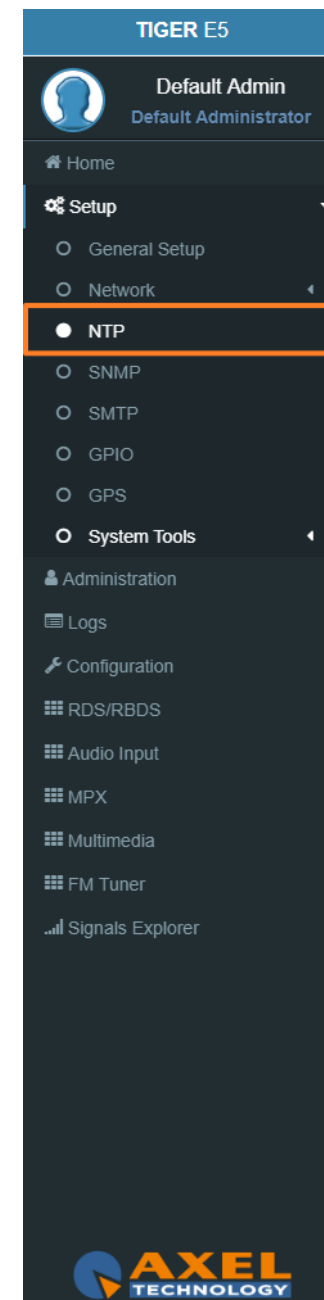 TIGER E5
Default Admin
Default Administrator
Home
Setup
General Setup
Network
NTP
SNMP
SMTP
GPIO
GPS
System Tools
Administration
Logs
Configuration
RDS/RBDS
Audio Input
MPX
Multimedia
FM Tuner
Signals Explorer
AXEL
TECHNOLOGY